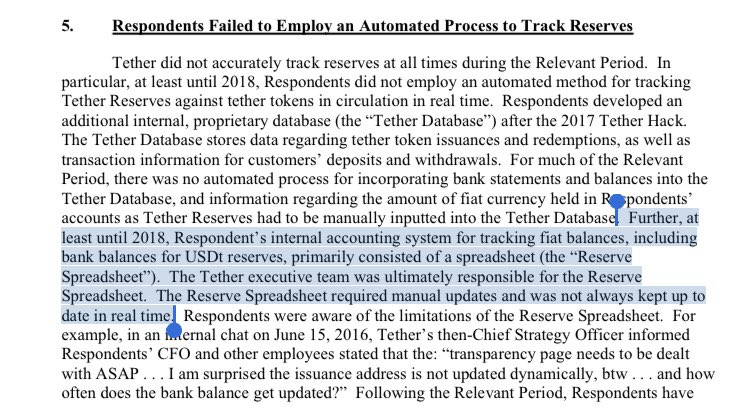 5. Respondents Failed to Employ an Automated Process to Track Reserves
Tether did not accurately track reserves at all times during the Relevant Period. In
particular, at least until 2018, Respondents did not employ an automated method for tracking
Tether Reserves against tether tokens in circulation in real time. Respondents developed an
additional internal, proprietary database (the “Tether Database”) after the 2017 Tether Hack.
The Tether Database stores data regarding tether token issuances and redemptions, as well as
transaction information for customers’ deposits and withdrawals. For much of the Relevant
Period, there was no automated process for incorporating bank statements and balances into the
Tether Database, and information regarding the amount of fiat currency held in Respondents’
accounts as Tether Reserves had to be manually inputted into the Tether Database. Further, at
least until 2018, Respondent’s internal accounting system for tracking fiat balances, including
bank balances for USDt reserves, primarily consisted of a spreadsheet (the “Reserve
Spreadsheet”). The Tether executive team was ultimately responsible for the Reserve
Spreadsheet. The Reserve Spreadsheet required manual updates and was not always kept up to
date in real time. Respondents were aware of the limitations of the Reserve Spreadsheet. For
example, in an internal chat on June 15, 2016, Tether’s then-Chief Strategy Officer informed
Respondents’ CFO and other employees stated that the: “transparency page needs to be dealt
with ASAP . . . I am surprised the issuance address is not updated dynamically, btw . . . and how
often does the bank balance get updated?” Following the Relevant Period, Respondents have